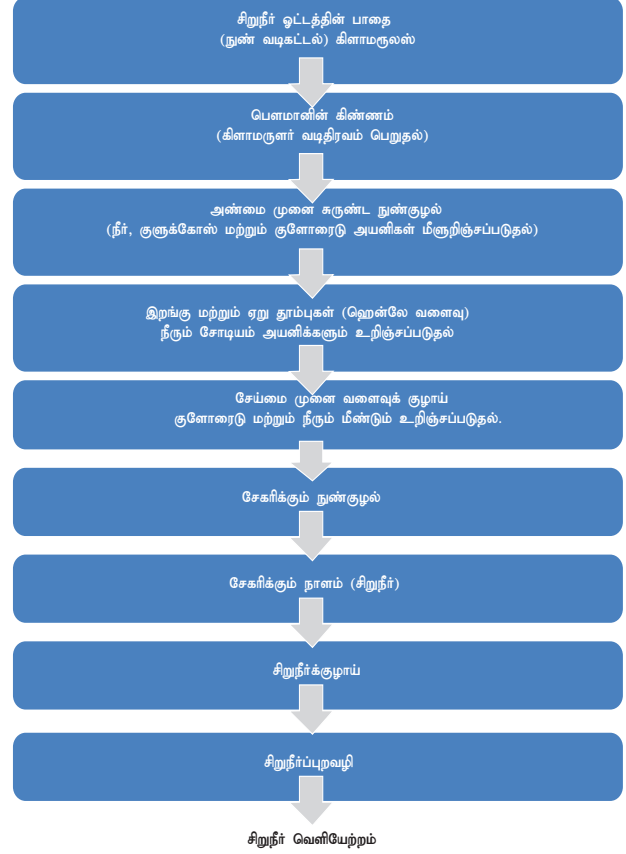 சிறுநீர் ஓட்டத்தின் பாதை
(நுண் வடிகட்டல்) கிளாமரூலஸ்
பௌமானின் கிண்ணம்
(கிளாமருளர் வடிதிரவம் பெறுதல்)
அண்மை முனை சுருண்ட நுண்குழல்
(நீர், குளுக்கோஸ் மற்றும் குளோரைடு அயனிகள் மீளுறிஞ்சப்படுதல்)
இறங்கு மற்றும் ஏறு தூம்புகள் (ஹென்லே வளைவு)
நீரும் சோடியம் அயனிக்களும் உறிஞ்சப்படுதல்
சேய்மை முனை வளைவுக் குழாய்
குளோரைடு மற்றும் நீரும் மீண்டும் உறிஞ்சப்படுதல்.
சேகரிக்கும் நுண்குழல்
சேகரிக்கும் நாளம் (சிறுநீர்)
சிறுநீர்க்குழாய்
சிறுநீர்ப்புறவழி
சிறுநீர் வெளியேற்றம்